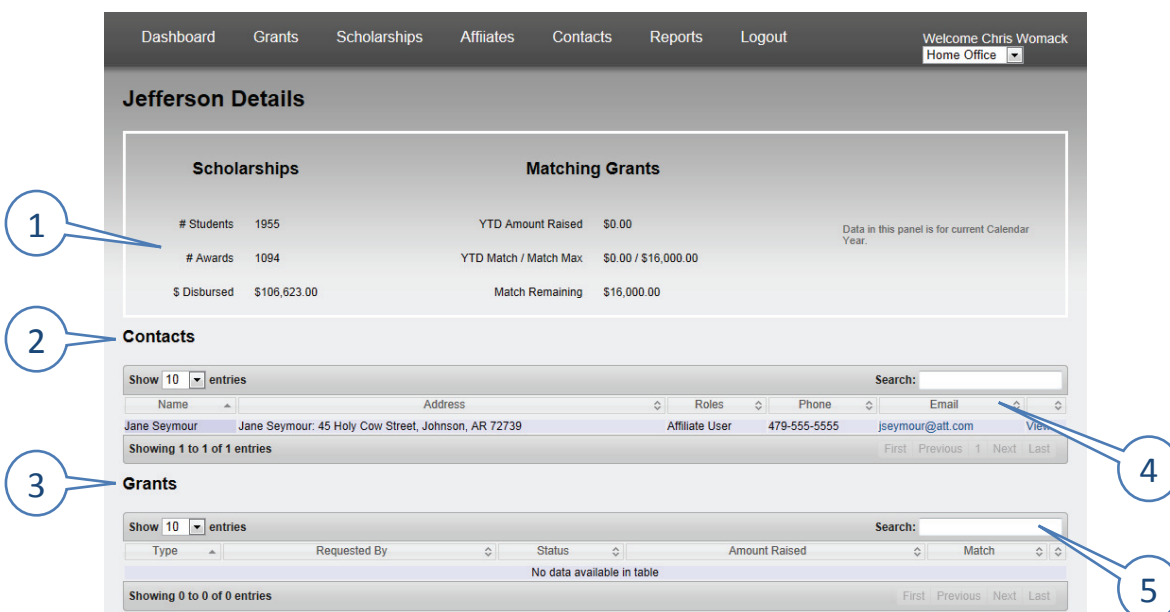 Dashboard Grants Scholarships Affiiates Contacts Reports Logout Welcome Chris Womack
Home Office
Jefferson Details
Scholarships Matching Grants
1
# Students 1955 YTD Amount Raised $0.00 Data in this panel is for current Calendar
Year.
# Awards 1094 YTD Match / Match Max $0.00 / $16,000.00
$ Disbursed $106,623.00 Match Remaining $16,000.00
2
Contacts
Show 10 entries Search:
Name Address Roles Phone Email
Jane Seymour Jane Seymour: 45 Holy Cow Street, Johnson, AR 72739 Affiliate User 479-555-5555 jseymour@att.com View
Showing 1 to 1 of 1 entries First Previous 1 Next Last
4
3
Grants
Show 10 entries Search:
Type Requested By Status Amount Raised Match
No data available in table
Showing 0 to 0 of 0 entries First Previous Next Last
5